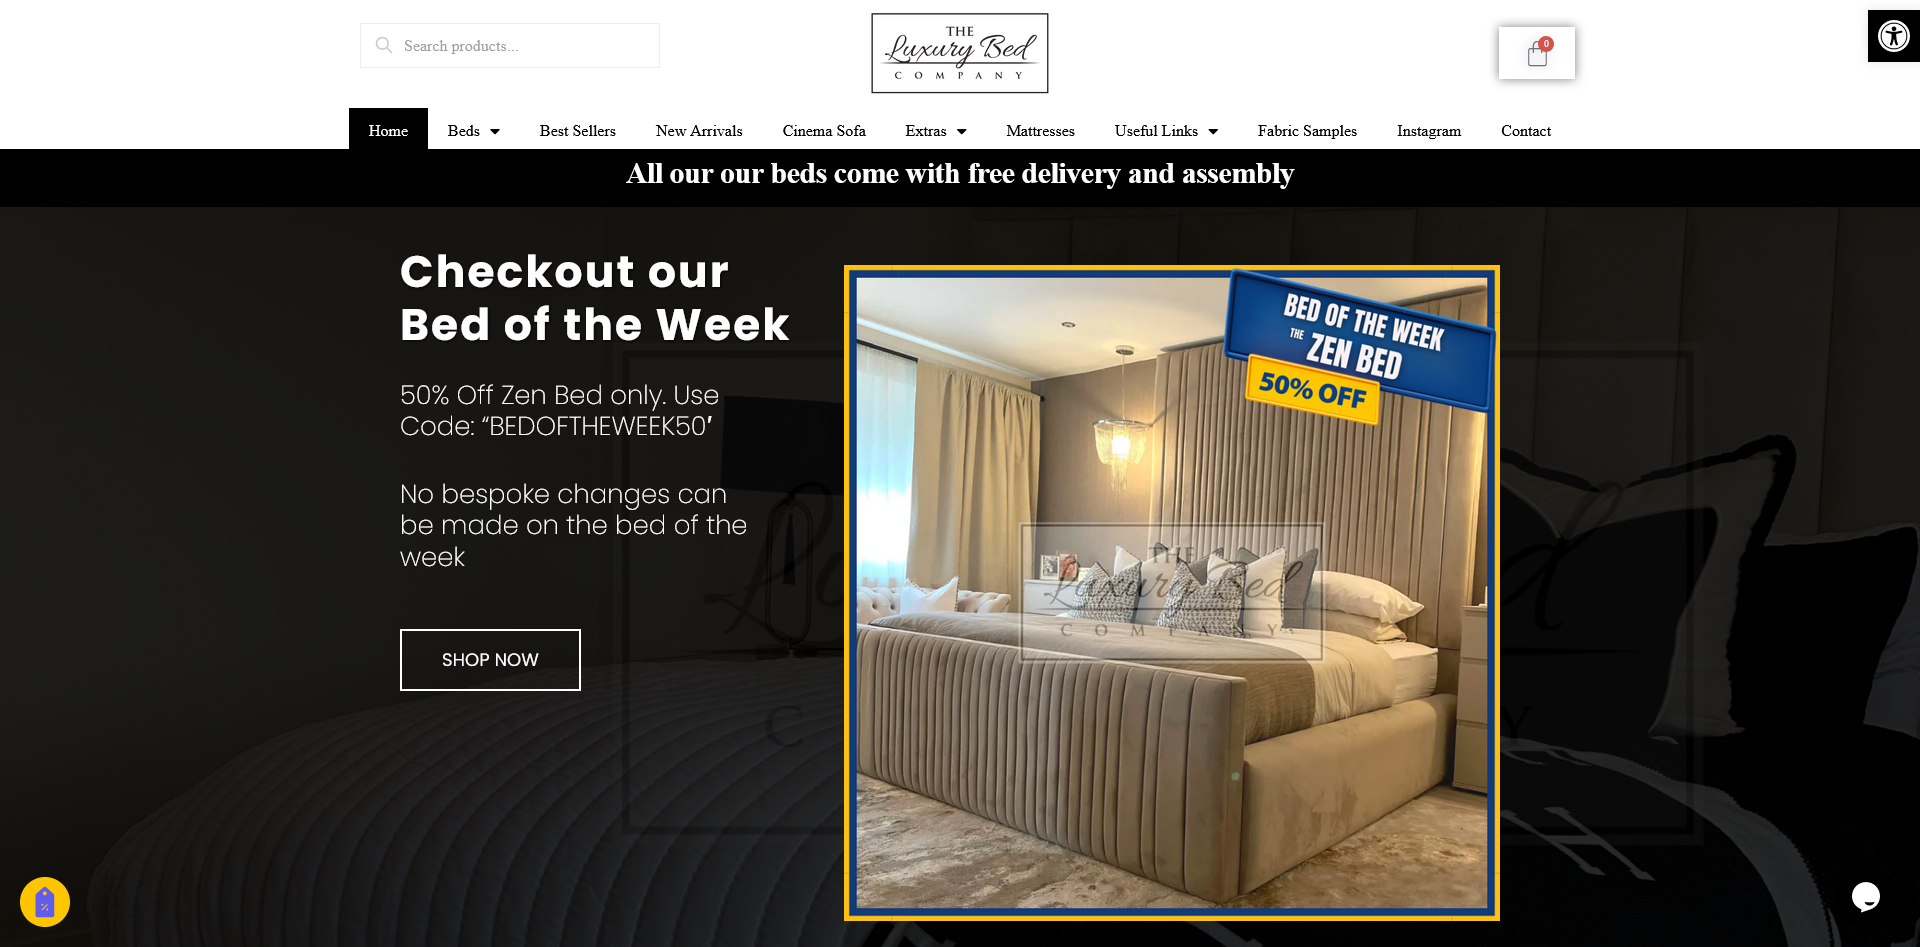 Search products...
THE
Luxury Bed
COMPANY
0
Home
Beds
Best Sellers
New Arrivals
Cinema Sofa
Extras
Mattresses
Useful Links
Fabric Samples
Instagram
Contact
All our our beds come with free delivery and assembly
Checkout our
Bed of the Week
50% Off Zen Bed only. Use
Code: “BEDOFTHEWEEK50′
No bespoke changes can
be made on the bed of the
week
SHOP NOW
BED OF THE WEEK
THE ZEN BED
50% OFF
THE
Luxury Bed
COMPANY